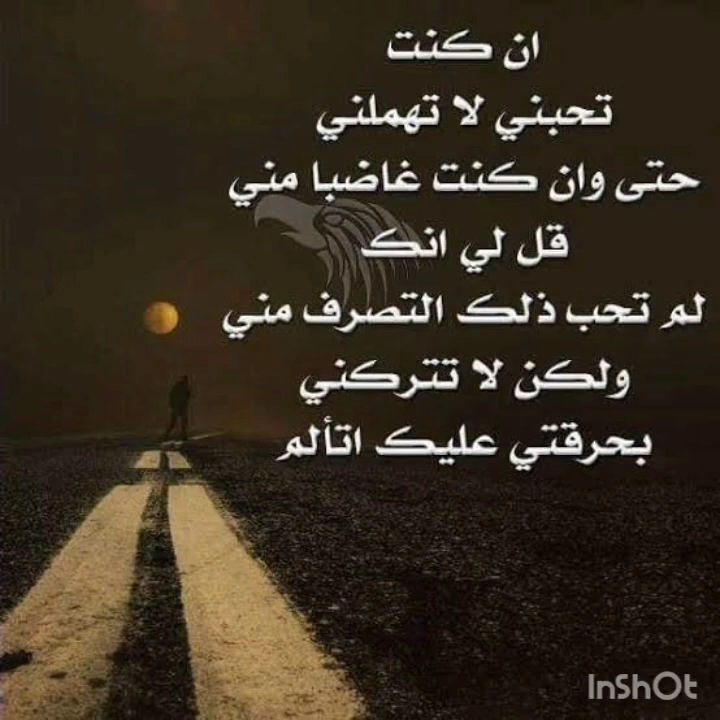 ان كنت
تحبني لا تهملني
حتى وان كنت غاضبا مني
قل لي انك
لم تحب ذلك التصرف مني
ولكن لا تتركني
بحرقتي عليك اتألم
InShOt